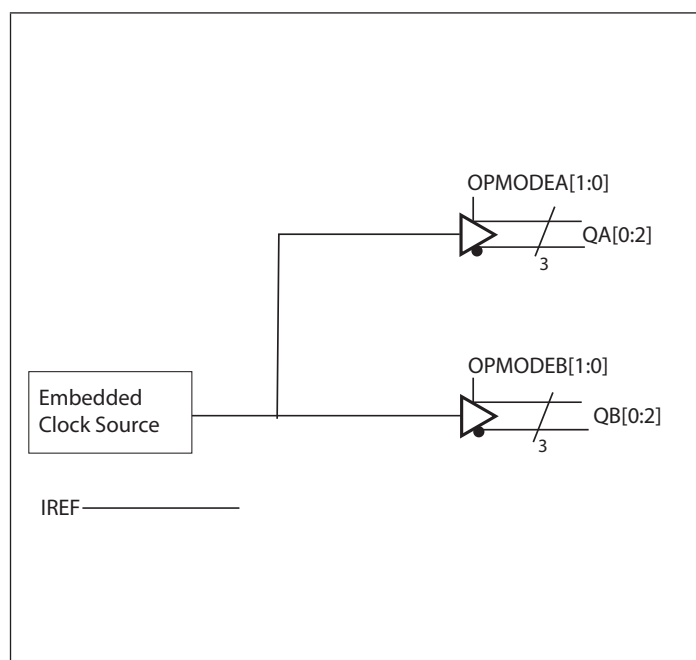 OPMODEA[1:0]
QA[0:2]
3
OPMODEB[1:0]
QB[0:2]
3
Embedded
Clock Source
IREF